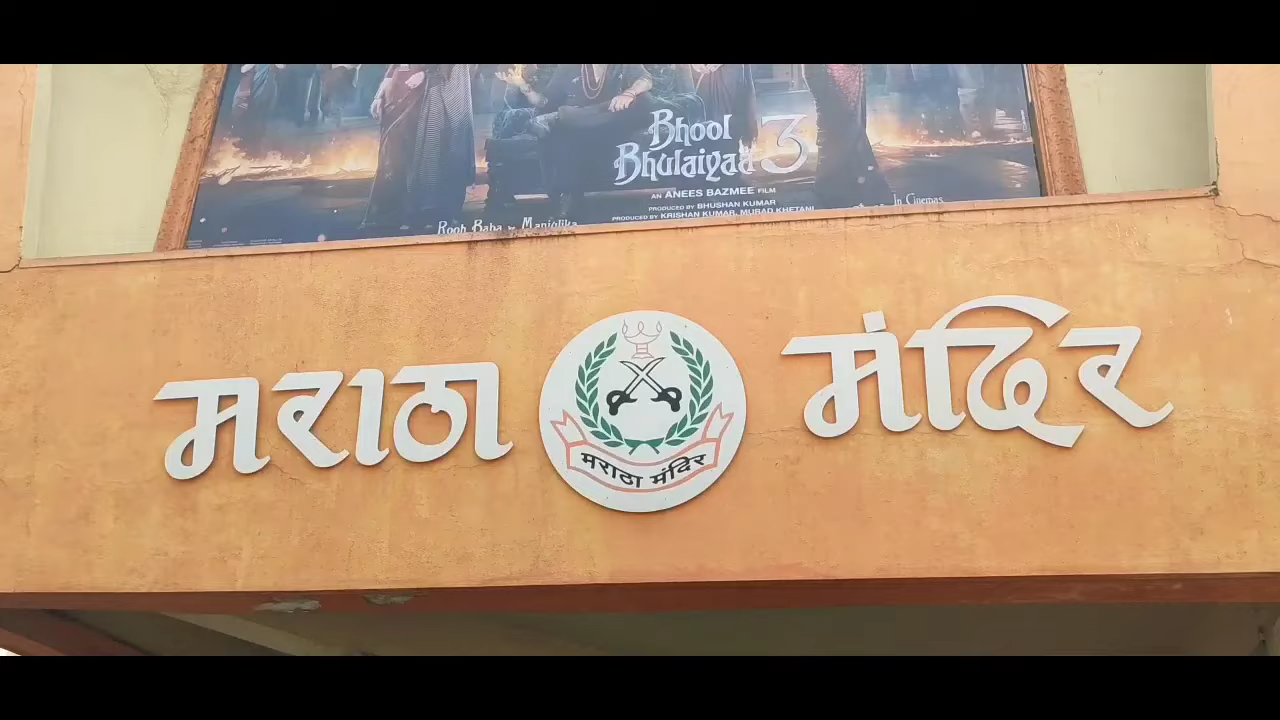 Bhool
Bhulaiyaa 3
AN ANEES BAZMEE FILM
PRODUCED BY BHUSHAN KUMAR
PRODUCED BY KRISHAN KUMAR, MURAD KHETANI
Rooh Baba v Manjulika
In Cinemas
मराठा मंदिर
मराठा मंदिर